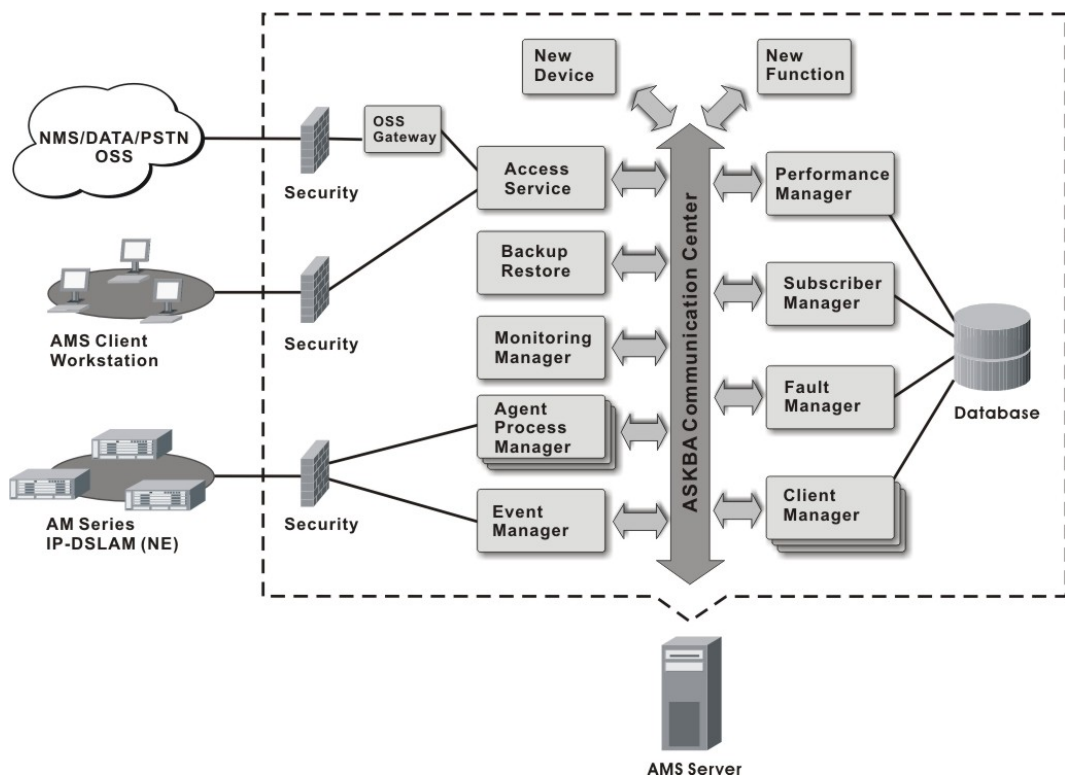 New
Device
New
Function
NMS/DATA/PSTN
OSS
OSS
Gateway
Security
Access
Service
Performance
Manager
AMS Client
Workstation
Security
Backup
Restore
Subscriber
Manager
Monitoring
Manager
ASKBA Communication Center
Fault
Manager
Database
AM Series
IP-DSLAM (NE)
Security
Agent
Process
Manager
Event
Manager
Client
Manager
AMS Server